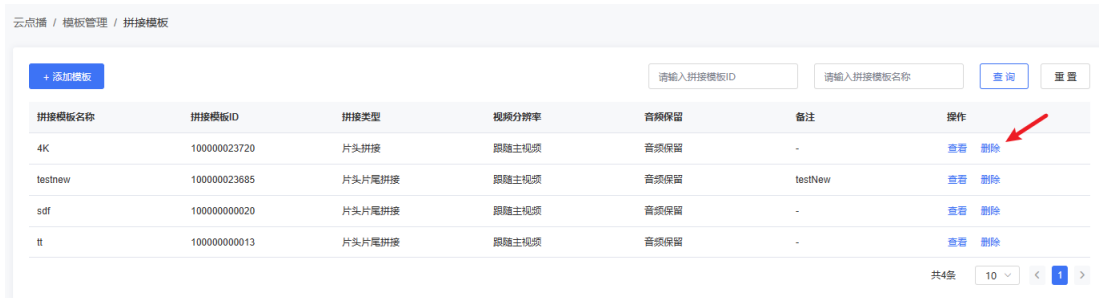 云点播 / 模板管理 / 拼接模板
+ 添加模板 请输入拼接模板ID 请输入拼接模板名称 查询 重置
拼接模板名称 拼接模板ID 拼接类型 视频分辨率 音频保留 备注 操作
4K 100000023720 片头拼接 跟随主视频 音频保留 - 查看 删除
testnew 100000023685 片头片尾拼接 跟随主视频 音频保留 testNew 查看 删除
sdf 100000000020 片头片尾拼接 跟随主视频 音频保留 - 查看 删除
tt 100000000013 片头片尾拼接 跟随主视频 音频保留 - 查看 删除
共4条 10 < 1 >